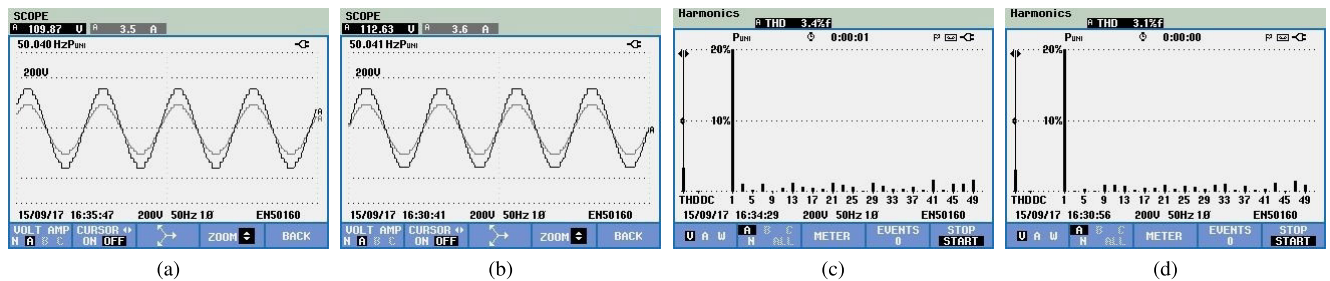 SCOPE
A 109.87 V A 3.5 A
50.040 Hz PUNI
200V
A
A
15/09/17 16:35:47 200V 50Hz 1Ø EN50160
VOLT AMP CURSOR ZOOM BACK
N A B C ON OFF
(a)
SCOPE
A 112.63 V A 3.6 A
50.041 Hz PUNI
200V
A
15/09/17 16:30:41 200V 50Hz 1Ø EN50160
VOLT AMP CURSOR ZOOM BACK
N A B C ON OFF
(b)
Harmonics
A THD 3.4%f
PUNI 0:00:01
20%
10%
THDDC 1 5 9 13 17 21 25 29 33 37 41 45 49
15/09/17 16:34:29 200V 50Hz 1Ø EN50160
V A W A B C N ALL METER EVENTS 0 STOP START
(c)
Harmonics
A THD 3.1%f
PUNI 0:00:00
20%
10%
THDDC 1 5 9 13 17 21 25 29 33 37 41 45 49
15/09/17 16:30:56 200V 50Hz 1Ø EN50160
V A W A B C N ALL METER EVENTS 0 STOP START
(d)